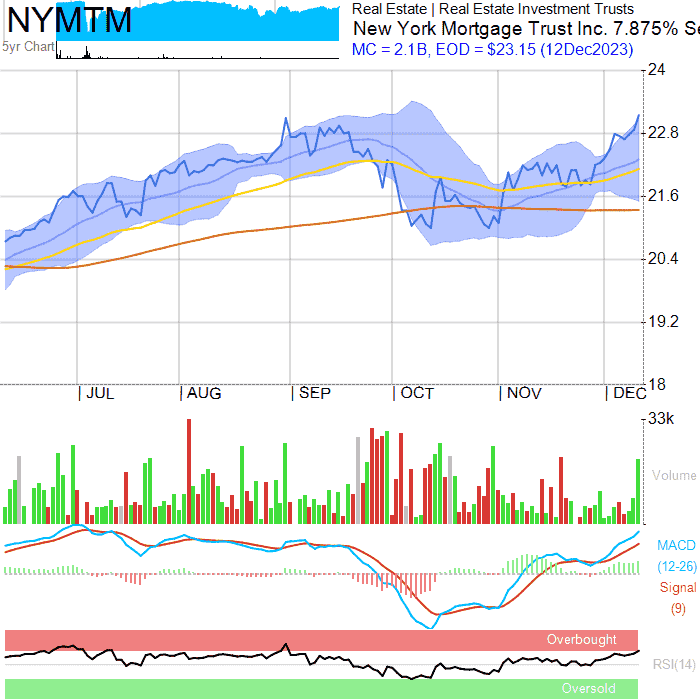 NYMTM
5yr Chart
Real Estate | Real Estate Investment Trusts
New York Mortgage Trust Inc. 7.875% Se
MC = 2.1B, EOD = $23.15 (12Dec2023)
24
22.8
21.6
20.4
19.2
18
| JUL | AUG | SEP | OCT | NOV | DEC
33k
Volume
MACD
(12-26)
Signal
(9)
Overbought
RSI(14)
Oversold